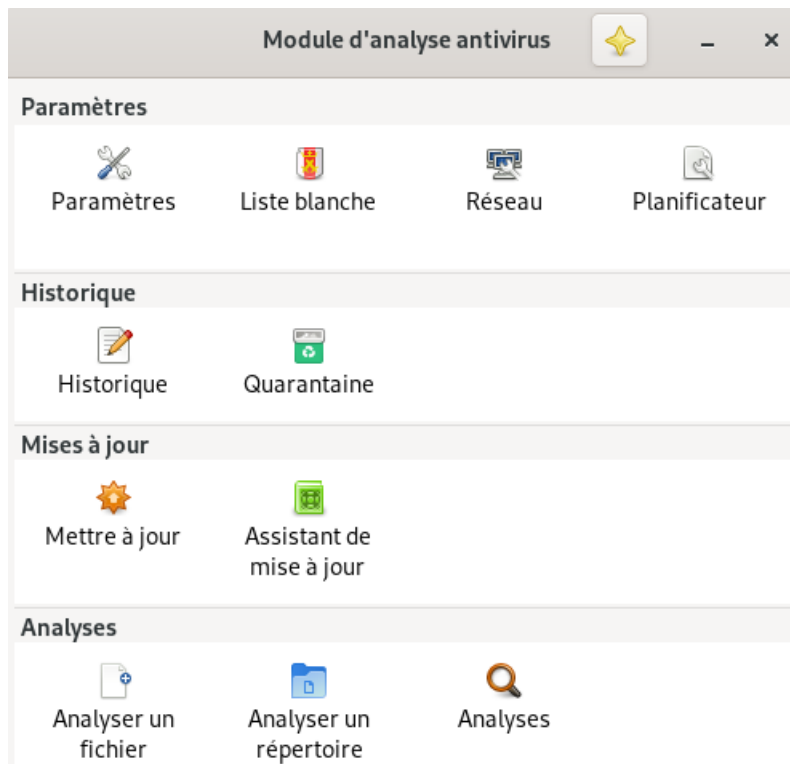 Module d'analyse antivirus
Paramètres
Paramètres
Liste blanche
Réseau
Planificateur
Historique
Historique
Quarantaine
Mises à jour
Mettre à jour
Assistant de
mise à jour
Analyses
Analyser un
fichier
Analyser un
répertoire
Analyses